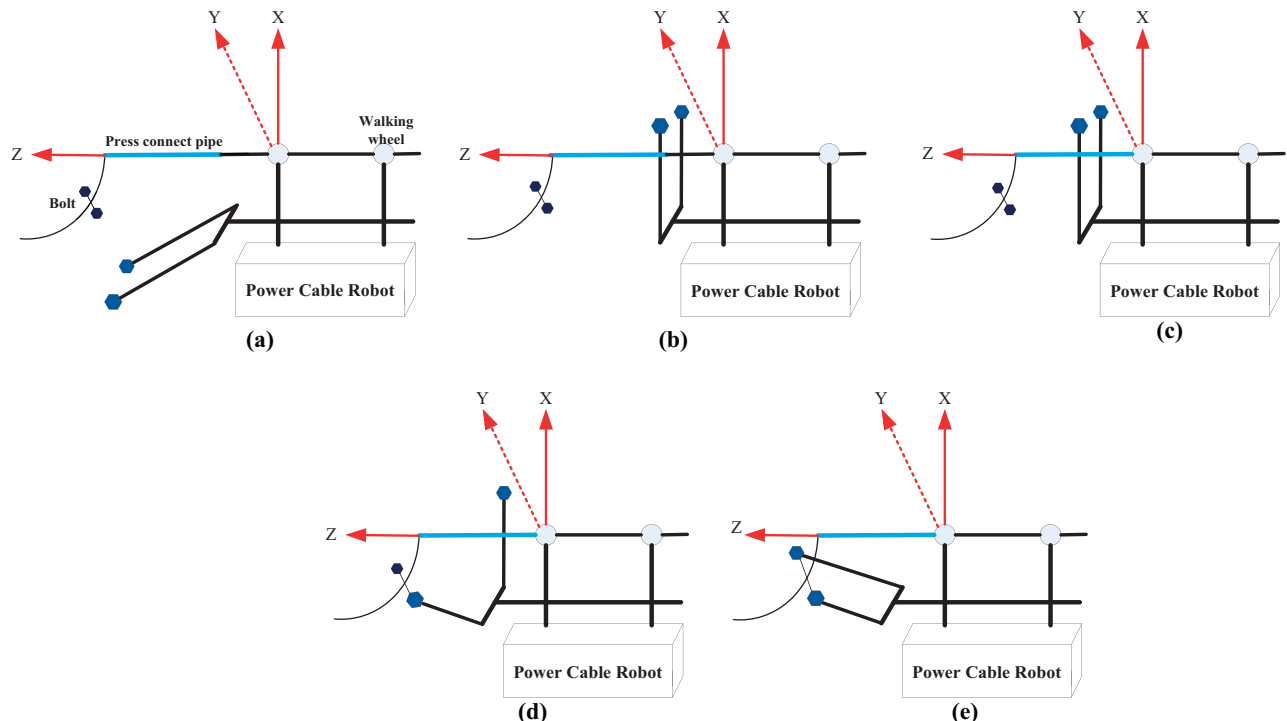 Y X
Walking
wheel
Press connect pipe
Z
Bolt
Power Cable Robot
(a)
Y X
Z
Power Cable Robot
(b)
Y X
Z
Power Cable Robot
(c)
Y X
Z
Power Cable Robot
(d)
Y X
Z
Power Cable Robot
(e)